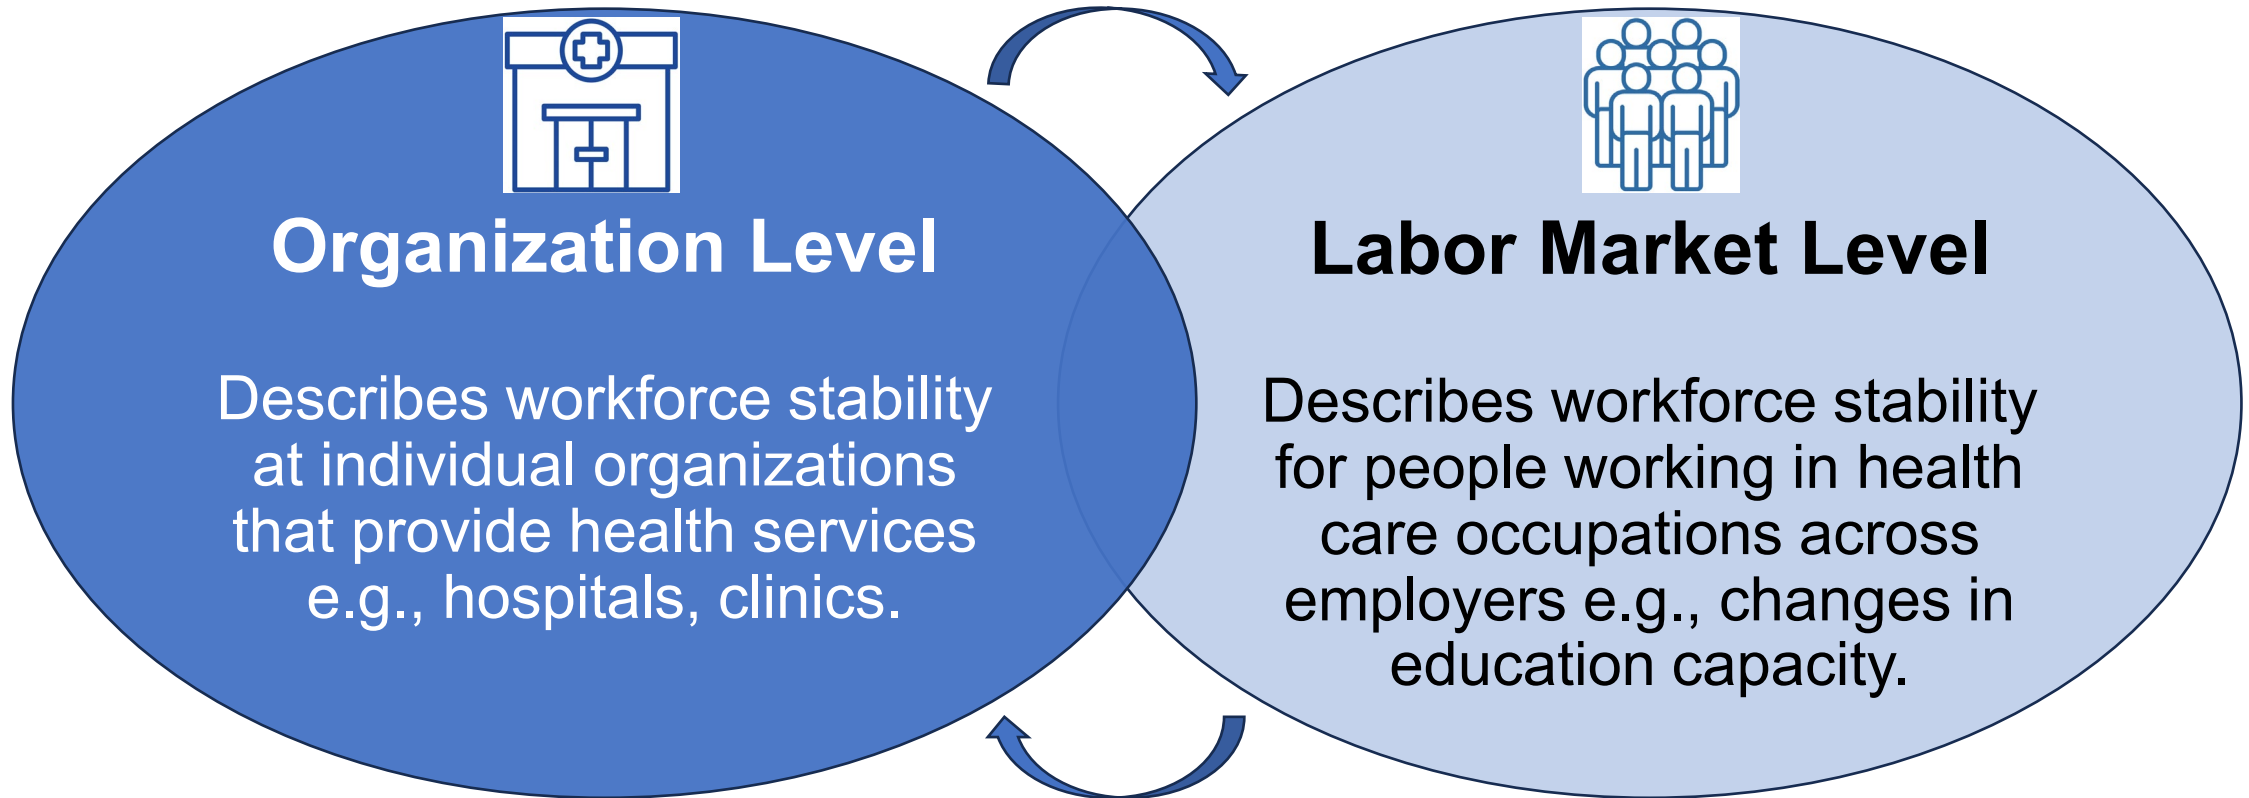 Organization Level
Describes workforce stability
at individual organizations
that provide health services
e.g., hospitals, clinics.
Labor Market Level
Describes workforce stability
for people working in health
care occupations across
employers e.g., changes in
education capacity.